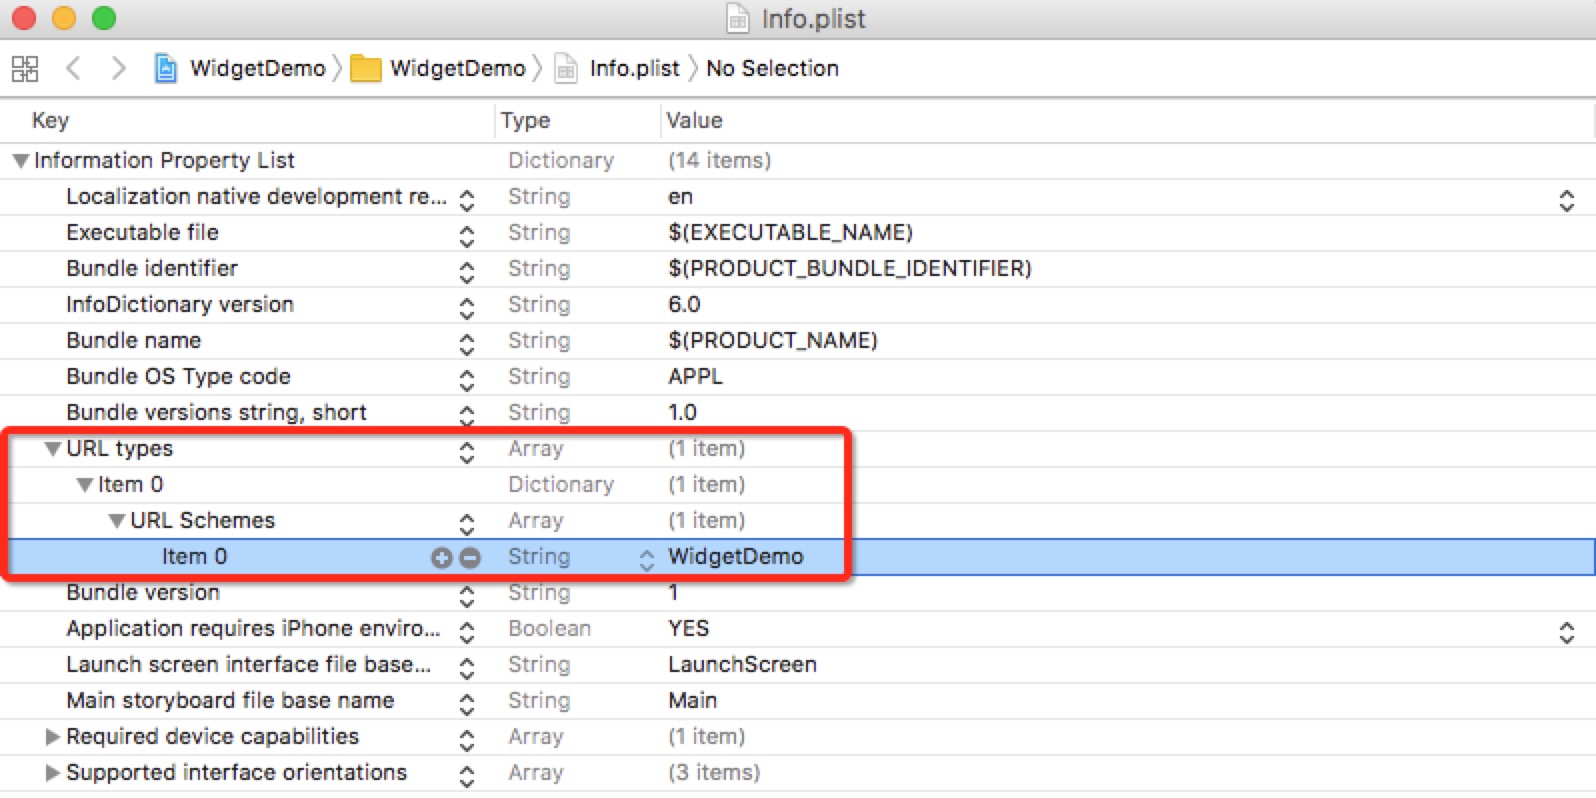 Info.plist
WidgetDemo WidgetDemo Info.plist No Selection
Key Type Value
Information Property List Dictionary (14 items)
Localization native development re... String en
Executable file String $(EXECUTABLE_NAME)
Bundle identifier String $(PRODUCT_BUNDLE_IDENTIFIER)
InfoDictionary version String 6.0
Bundle name String $(PRODUCT_NAME)
Bundle OS Type code String APPL
Bundle versions string, short String 1.0
URL types Array (1 item)
Item 0 Dictionary (1 item)
URL Schemes Array (1 item)
Item 0 String WidgetDemo
Bundle version String 1
Application requires iPhone enviro... Boolean YES
Launch screen interface file base... String LaunchScreen
Main storyboard file base name String Main
Required device capabilities Array (1 item)
Supported interface orientations Array (3 items)